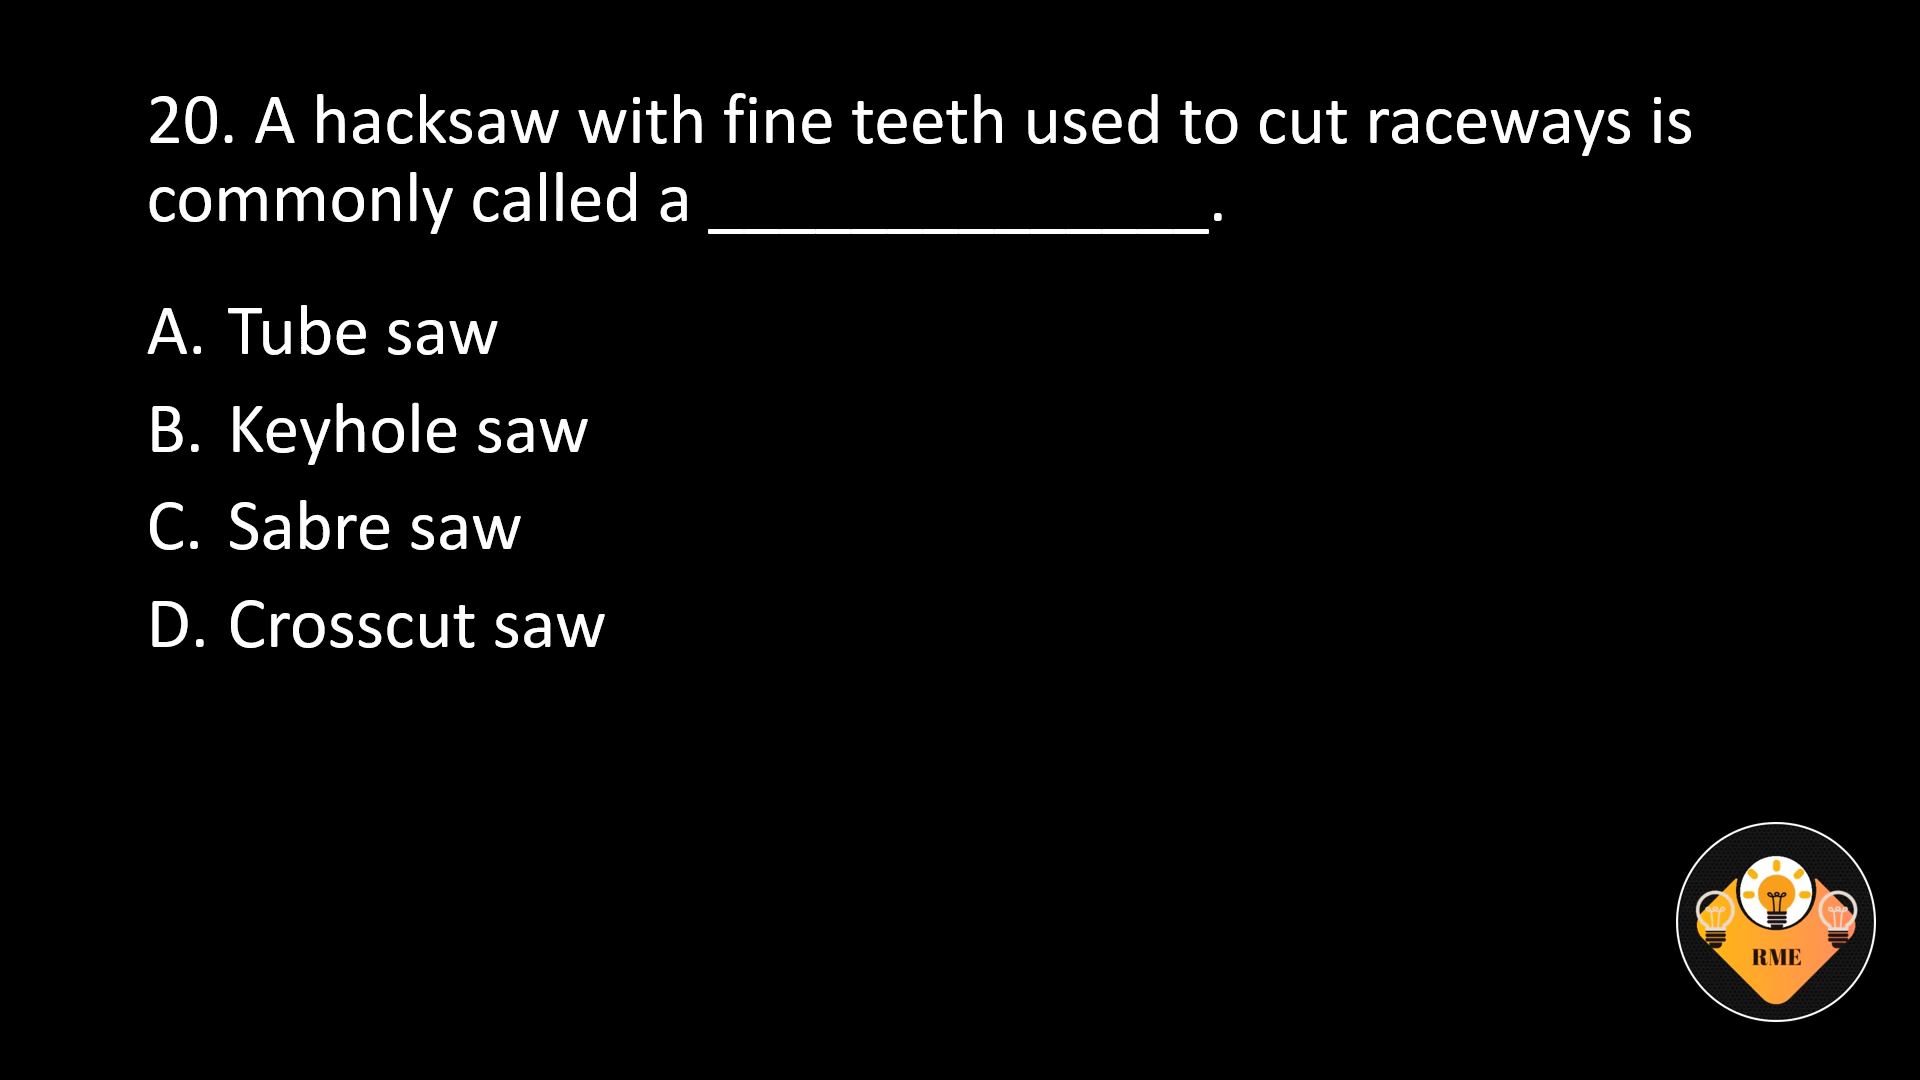 20. A hacksaw with fine teeth used to cut raceways is
commonly called a ______________.
A. Tube saw
B. Keyhole saw
C. Sabre saw
D. Crosscut saw
RME